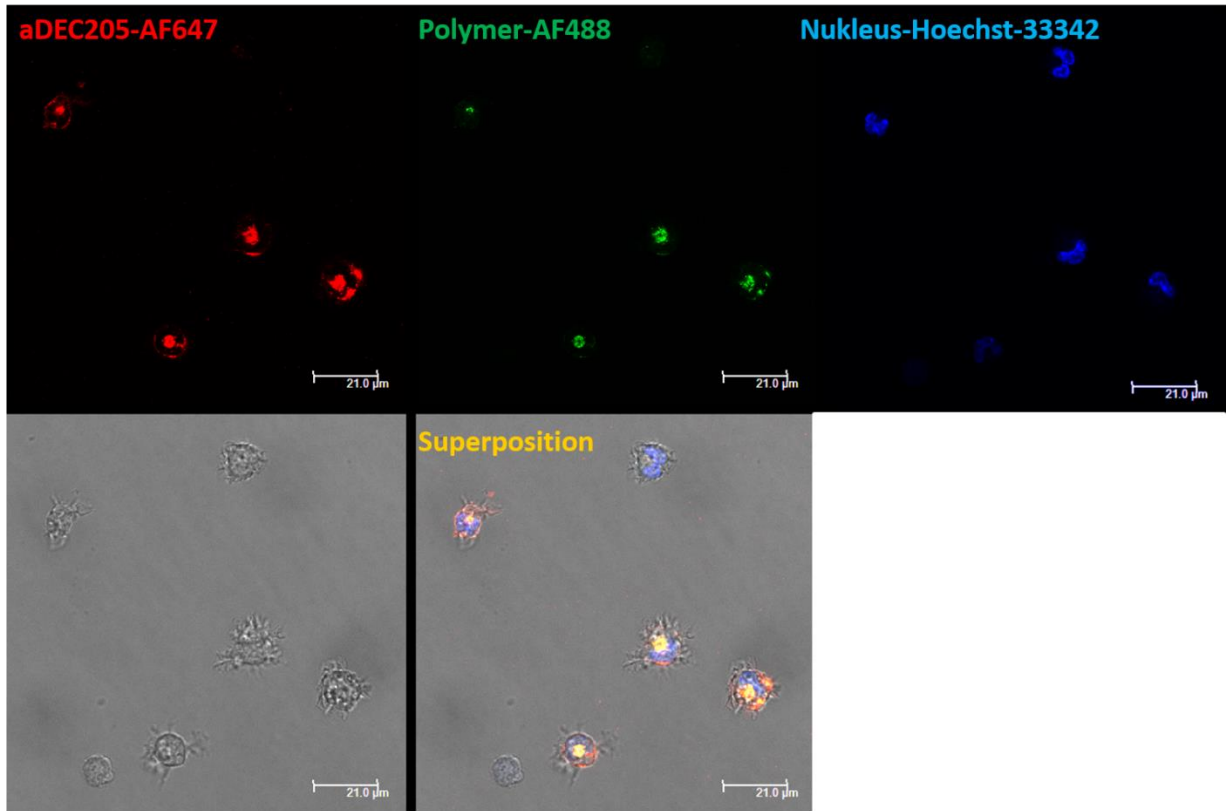 aDEC205-AF647
Polymer-AF488
Nukleus-Hoechst-33342
21.0 µm
21.0 µm
21.0 µm
Superposition
21.0 µm
21.0 µm